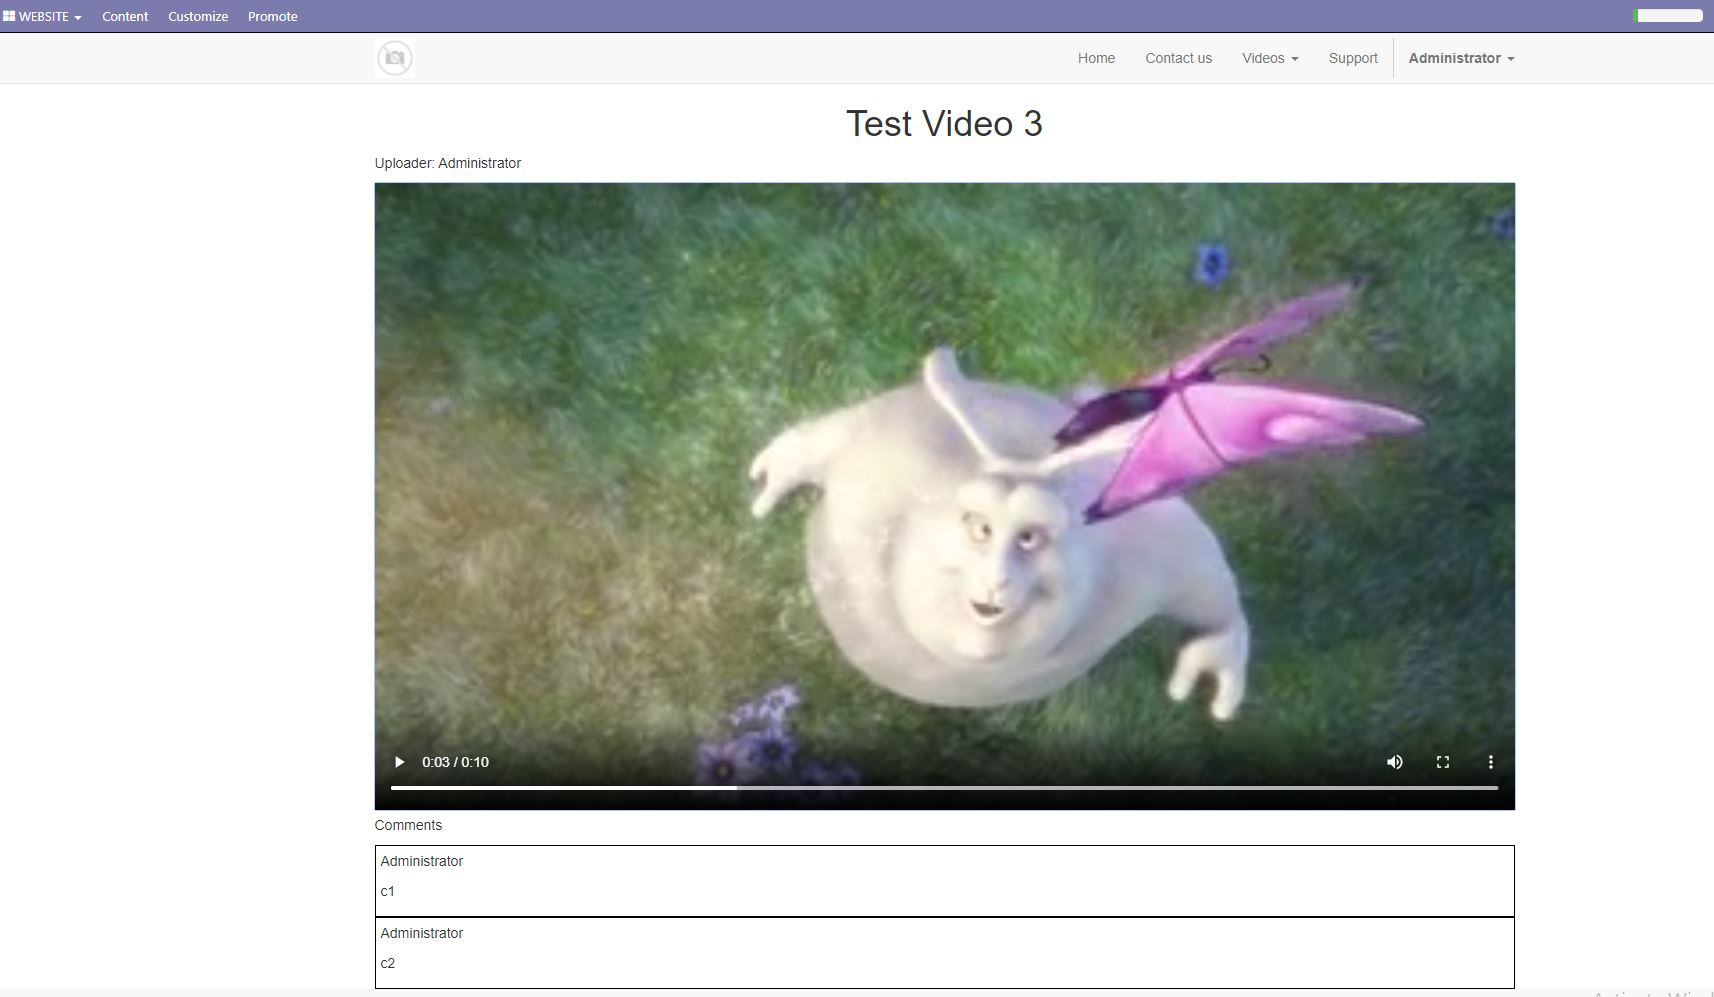 WEBSITE Content Customize Promote
Home Contact us Videos Support Administrator
Test Video 3
Uploader: Administrator
0:03 / 0:10
Comments
Administrator
c1
Administrator
c2